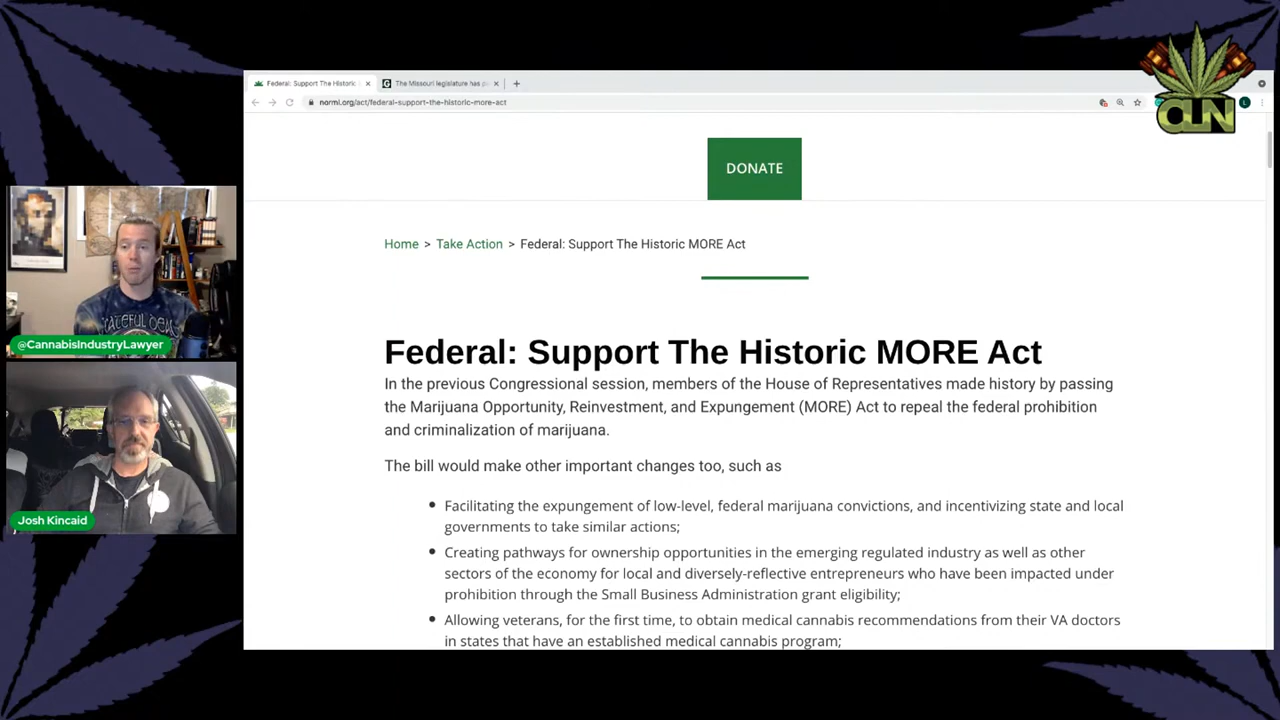 Federal: Support The Historic
The Missouri legislature has p
norml.org/act/federal-support-the-historic-more-act
CLN
DONATE
Home > Take Action > Federal: Support The Historic MORE Act
Federal: Support The Historic MORE Act
In the previous Congressional session, members of the House of Representatives made history by passing
the Marijuana Opportunity, Reinvestment, and Expungement (MORE) Act to repeal the federal prohibition
and criminalization of marijuana.
The bill would make other important changes too, such as
Facilitating the expungement of low-level, federal marijuana convictions, and incentivizing state and local
governments to take similar actions;
Creating pathways for ownership opportunities in the emerging regulated industry as well as other
sectors of the economy for local and diversely-reflective entrepreneurs who have been impacted under
prohibition through the Small Business Administration grant eligibility;
Allowing veterans, for the first time, to obtain medical cannabis recommendations from their VA doctors
in states that have an established medical cannabis program;
GRATEFUL DEAD
@CannabisIndustryLawyer
Josh Kincaid